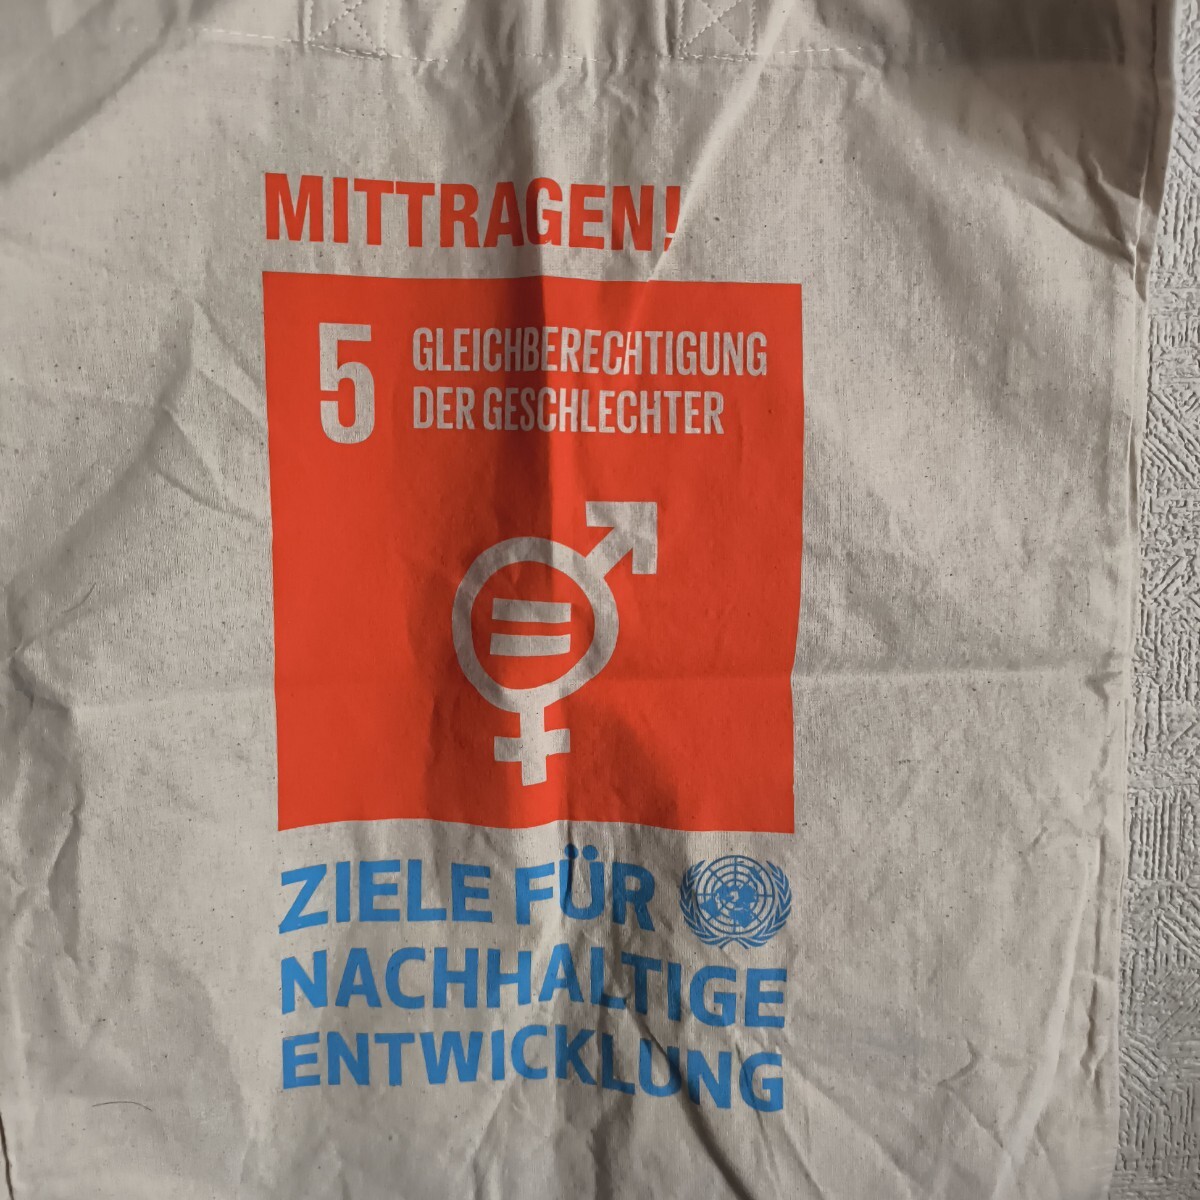 MITTRAGEN!
5 GLEICHBERECHTIGUNG
DER GESCHLECHTER
ZIELE FÜR
NACHHALTIGE
ENTWICKLUNG